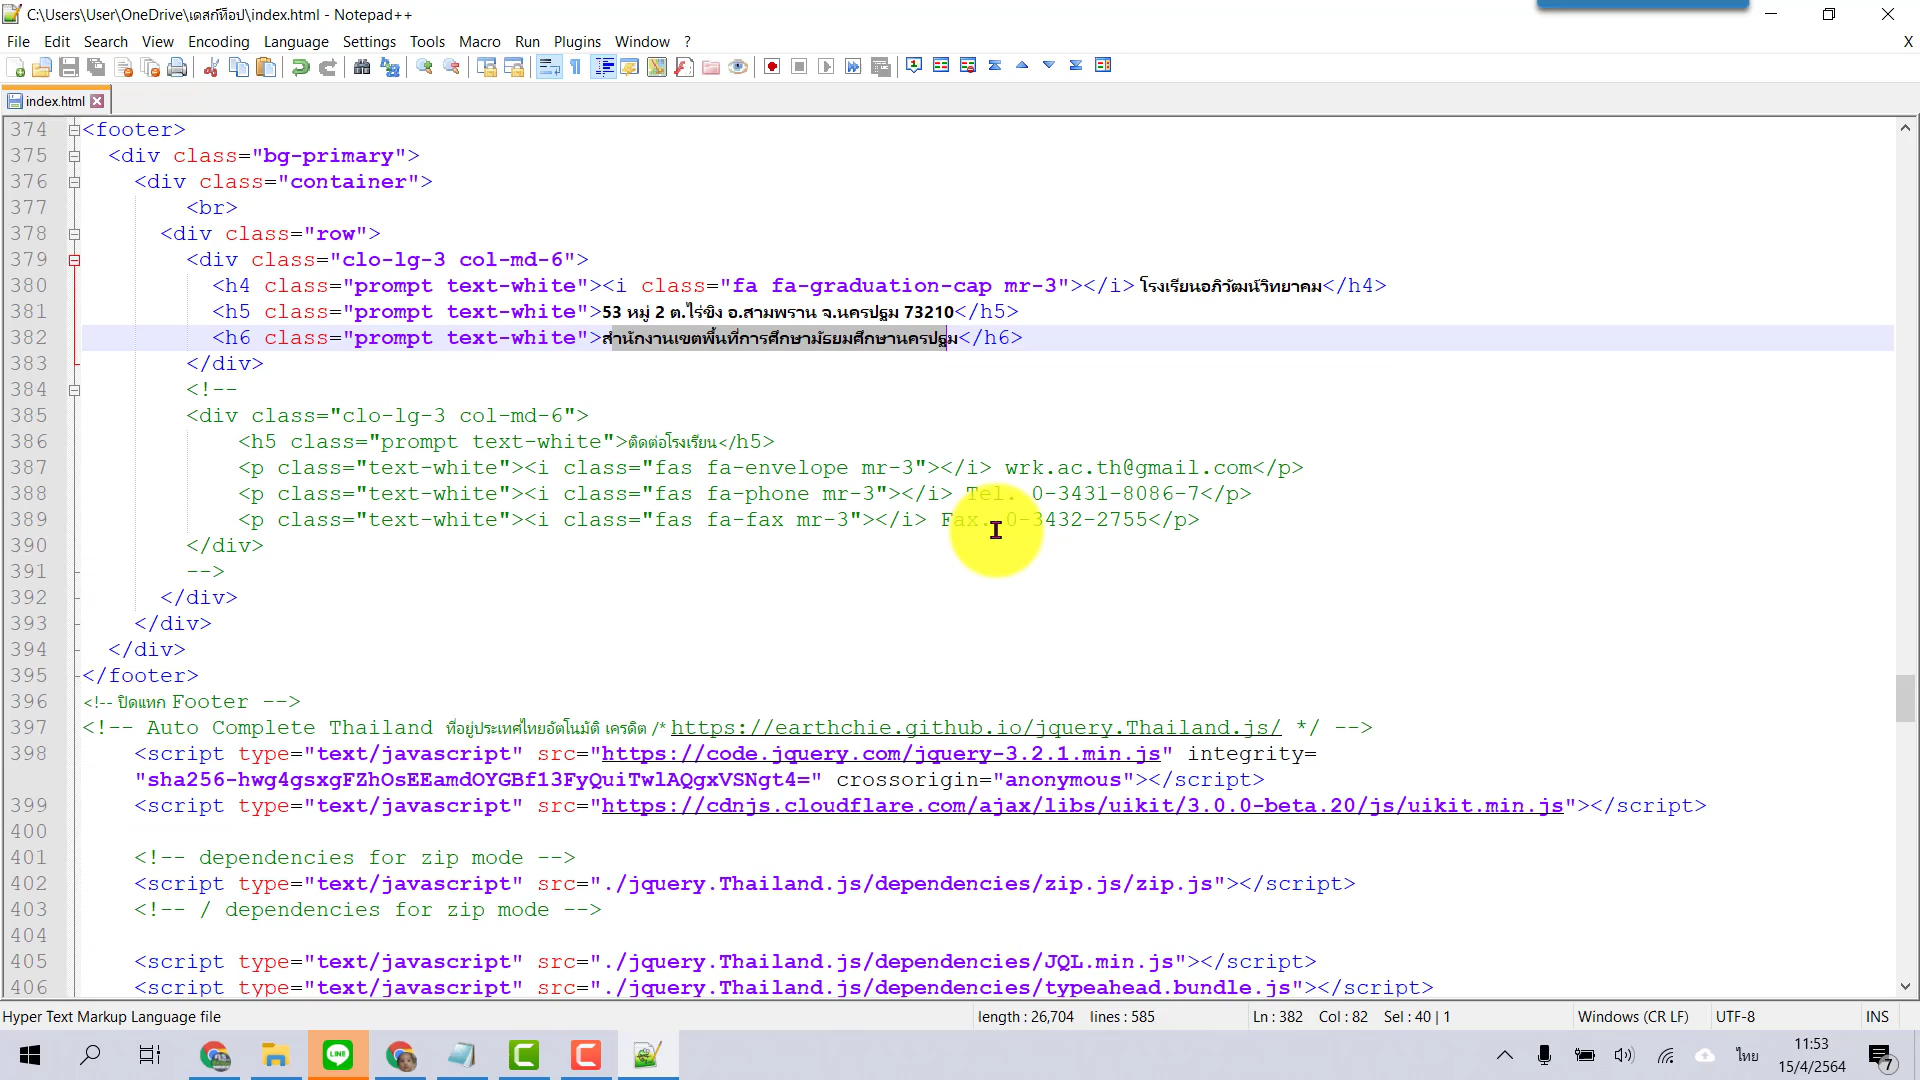 C:\Users\User\OneDrive\เดสก์ท็อป\index.html - Notepad++
File Edit Search View Encoding Language Settings Tools Macro Run Plugins Window ? X
index.html
374 <footer>
375 <div class="bg-primary">
376 <div class="container">
377 <br>
378 <div class="row">
379 <div class="clo-lg-3 col-md-6">
380 <h4 class="prompt text-white"><i class="fa fa-graduation-cap mr-3"></i> โรงเรียนอภิวัฒน์วิทยาคม</h4>
381 <h5 class="prompt text-white">53 หมู่ 2 ต.ไร่ขิง อ.สามพราน จ.นครปฐม 73210</h5>
382 <h6 class="prompt text-white">สำนักงานเขตพื้นที่การศึกษามัธยมศึกษานครปฐม</h6>
383 </div>
384 <!--
385 <div class="clo-lg-3 col-md-6">
386 <h5 class="prompt text-white">ติดต่อโรงเรียน</h5>
387 <p class="text-white"><i class="fas fa-envelope mr-3"></i> wrk.ac.th@gmail.com</p>
388 <p class="text-white"><i class="fas fa-phone mr-3"></i> Tel. 0-3431-8086-7</p>
389 <p class="text-white"><i class="fas fa-fax mr-3"></i> Fax. 0-3432-2755</p>
390 </div>
391 -->
392 </div>
393 </div>
394 </div>
395 </footer>
396 <!-- ปิดแทก Footer -->
397 <!-- Auto Complete Thailand ที่อยู่ประเทศไทยอัตโนมัติ เครดิต /* https://earthchie.github.io/jquery.Thailand.js/ */ -->
398 <script type="text/javascript" src="https://code.jquery.com/jquery-3.2.1.min.js" integrity=
"sha256-hwg4gsxgFZhOsEEamdOYGBf13FyQuiTwlAQgxVSNgt4=" crossorigin="anonymous"></script>
399 <script type="text/javascript" src="https://cdnjs.cloudflare.com/ajax/libs/uikit/3.0.0-beta.20/js/uikit.min.js"></script>
400
401 <!-- dependencies for zip mode -->
402 <script type="text/javascript" src="./jquery.Thailand.js/dependencies/zip.js/zip.js"></script>
403 <!-- / dependencies for zip mode -->
404
405 <script type="text/javascript" src="./jquery.Thailand.js/dependencies/JQL.min.js"></script>
406 <script type="text/javascript" src="./jquery.Thailand.js/dependencies/typeahead.bundle.js"></script>
Hyper Text Markup Language file length : 26,704 lines : 585 Ln : 382 Col : 82 Sel : 40 | 1 Windows (CR LF) UTF-8 INS
LINE ไทย 11:53
15/4/2564 7